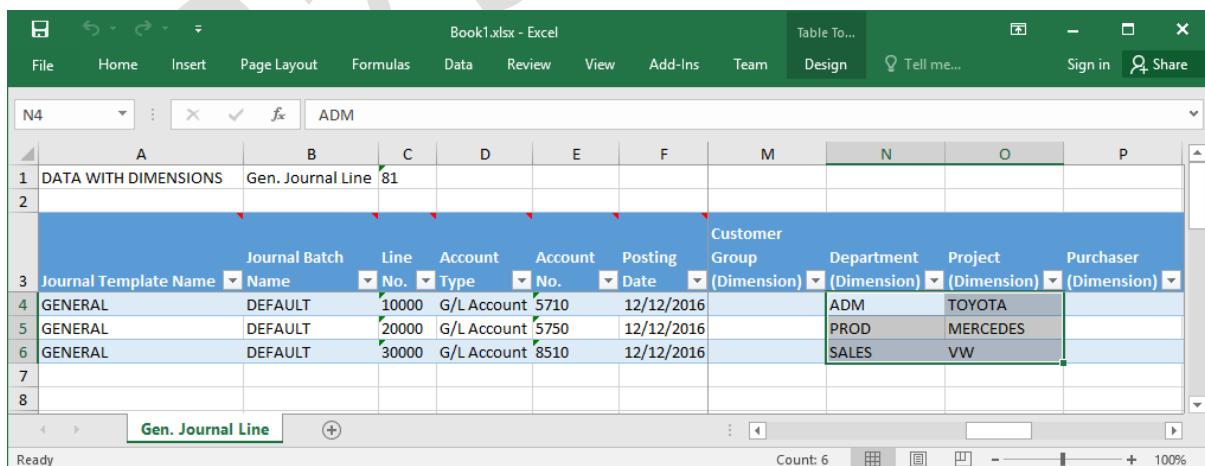 Book1.xlsx - Excel Table To...
File Home Insert Page Layout Formulas Data Review View Add-Ins Team Design Tell me... Sign in Share
N4 fx ADM
A B C D E F M N O P
1 DATA WITH DIMENSIONS Gen. Journal Line 81
2
3 Journal Template Name Journal Batch Name Line No. Account Type Account No. Posting Date Customer Group (Dimension) Department (Dimension) Project (Dimension) Purchaser (Dimension)
4 GENERAL DEFAULT 10000 G/L Account 5710 12/12/2016 ADM TOYOTA
5 GENERAL DEFAULT 20000 G/L Account 5750 12/12/2016 PROD MERCEDES
6 GENERAL DEFAULT 30000 G/L Account 8510 12/12/2016 SALES VW
7
8
Gen. Journal Line
Ready Count: 6 100%